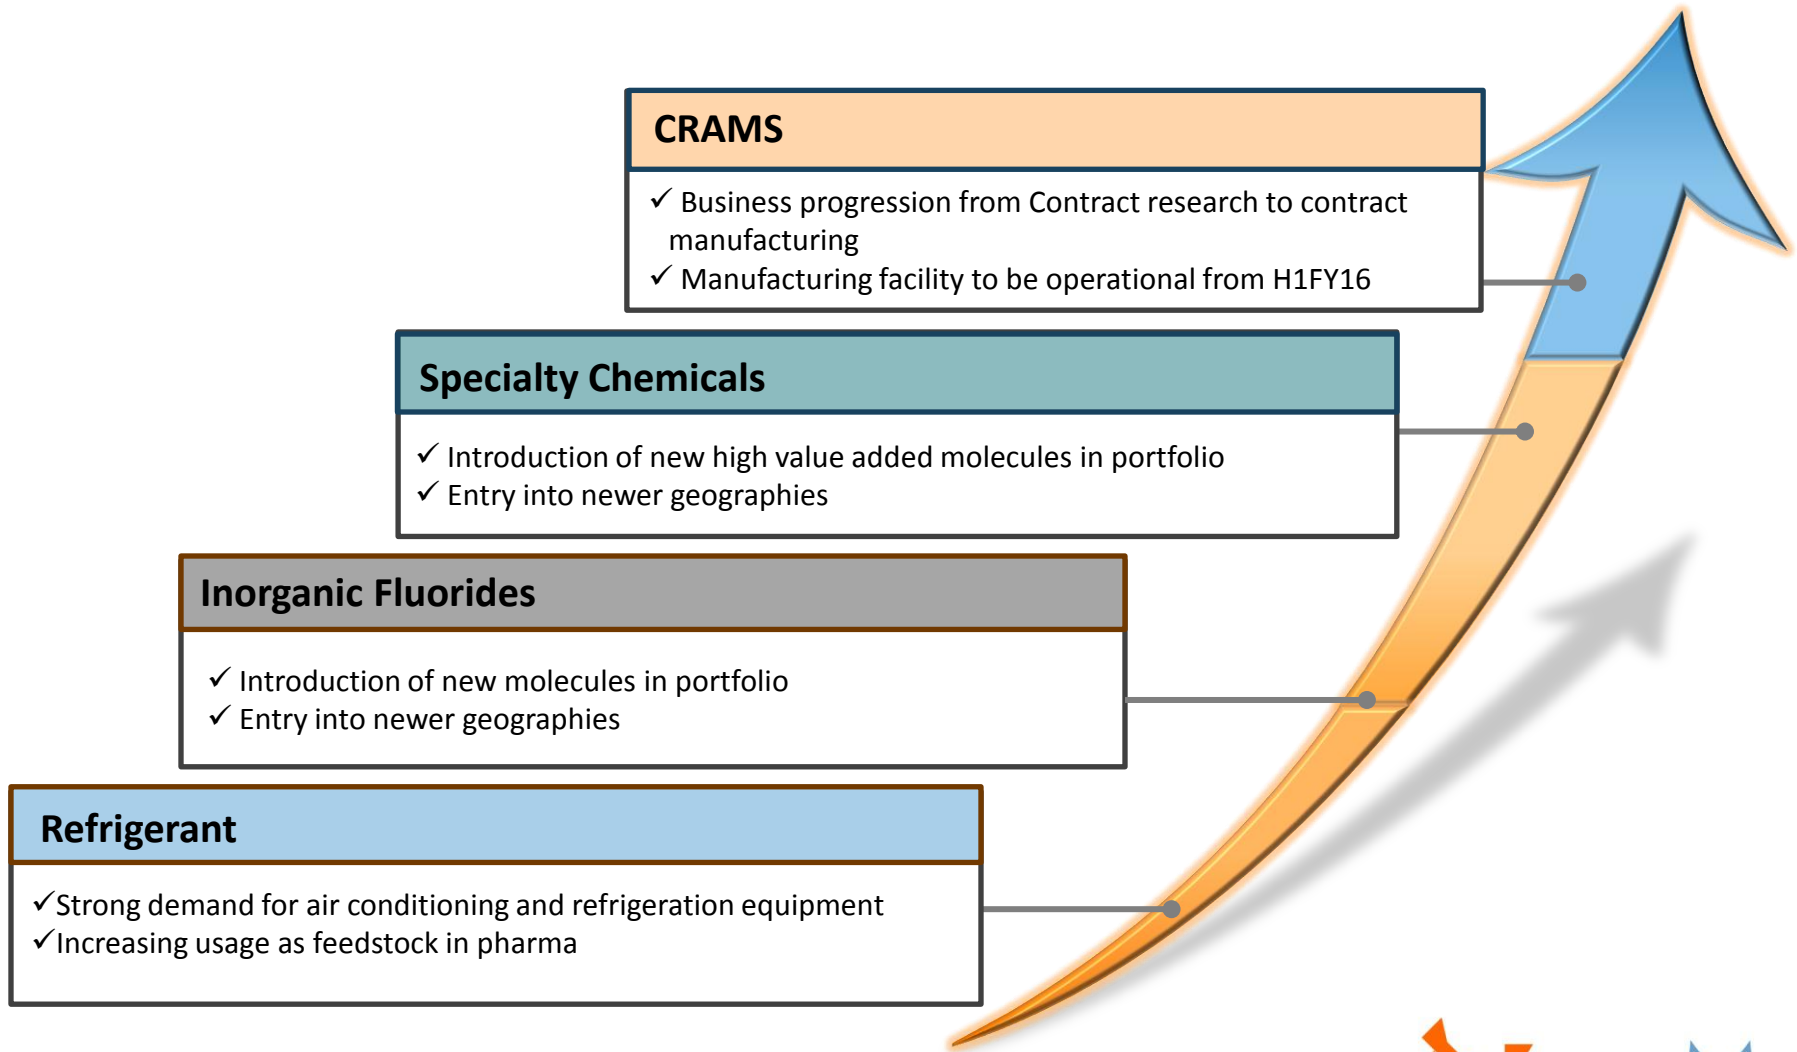 CRAMS
✓ Business progression from Contract research to contract
manufacturing
✓ Manufacturing facility to be operational from H1FY16
Specialty Chemicals
✓ Introduction of new high value added molecules in portfolio
✓ Entry into newer geographies
Inorganic Fluorides
✓ Introduction of new molecules in portfolio
✓ Entry into newer geographies
Refrigerant
✓Strong demand for air conditioning and refrigeration equipment
✓Increasing usage as feedstock in pharma